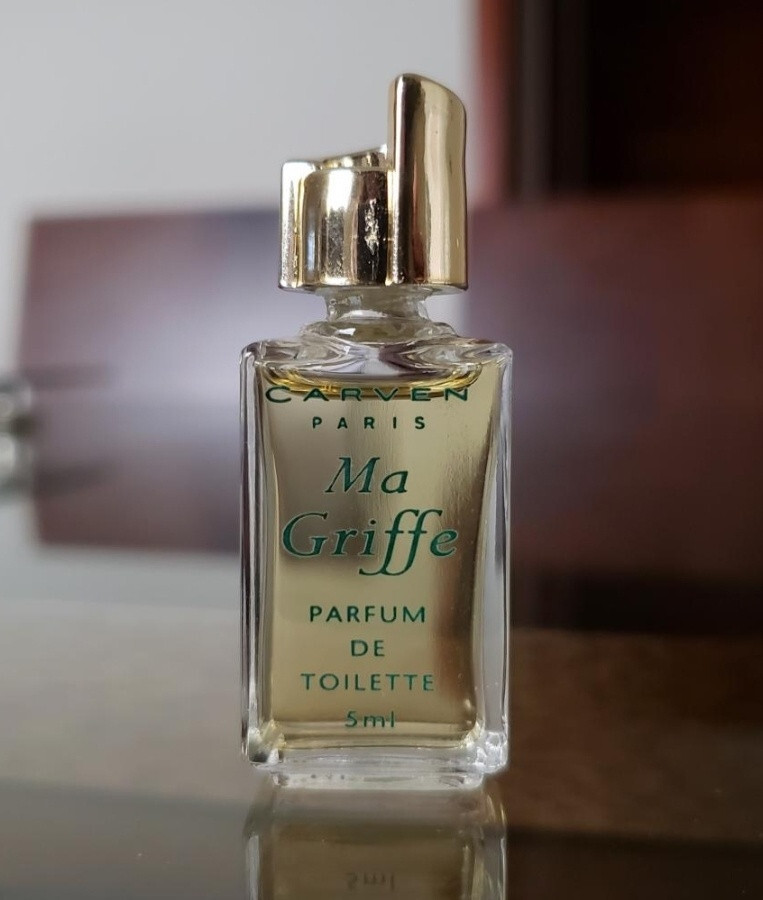 CARVEN
PARIS
Ma
Griffe
PARFUM
DE
TOILETTE
5ml